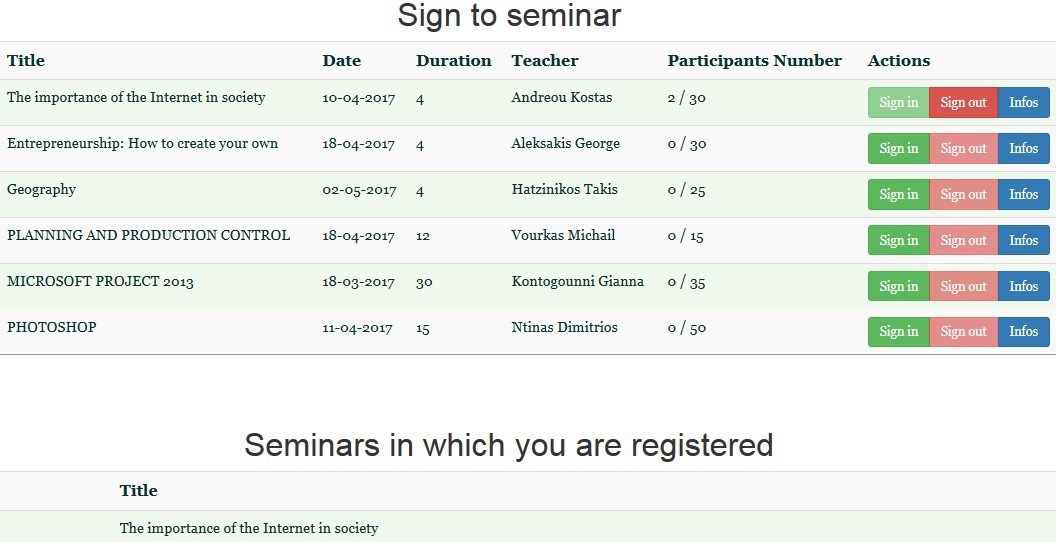 Sign to seminar
Title Date Duration Teacher Participants Number Actions
The importance of the Internet in society 10-04-2017 4 Andreou Kostas 2 / 30 Sign in Sign out Infos
Entrepreneurship: How to create your own 18-04-2017 4 Aleksakis George 0 / 30 Sign in Sign out Infos
Geography 02-05-2017 4 Hatzinikos Takis 0 / 25 Sign in Sign out Infos
PLANNING AND PRODUCTION CONTROL 18-04-2017 12 Vourkas Michail 0 / 15 Sign in Sign out Infos
MICROSOFT PROJECT 2013 18-03-2017 30 Kontogounni Gianna 0 / 35 Sign in Sign out Infos
PHOTOSHOP 11-04-2017 15 Ntinas Dimitrios 0 / 50 Sign in Sign out Infos
Seminars in which you are registered
Title
The importance of the Internet in society